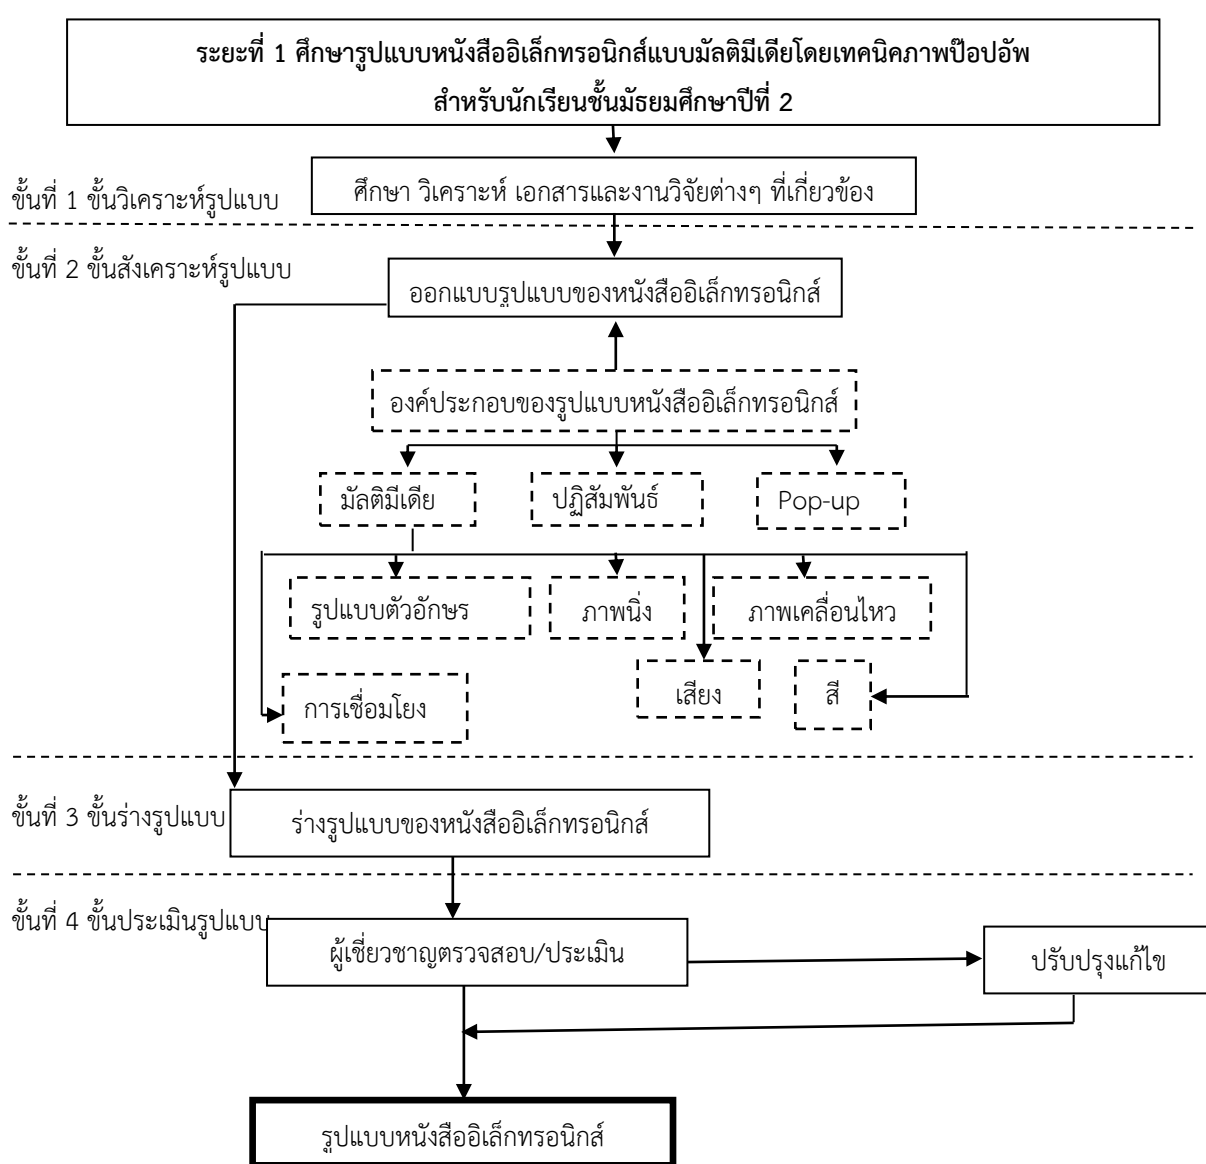 ระยะที่ 1 ศึกษารูปแบบหนังสืออิเล็กทรอนิกส์แบบมัลติมีเดียโดยเทคนิคภาพป๊อปอัพ
สำหรับนักเรียนชั้นมัธยมศึกษาปีที่ 2
ขั้นที่ 1 ขั้นวิเคราะห์รูปแบบ
ศึกษา วิเคราะห์ เอกสารและงานวิจัยต่างๆ ที่เกี่ยวข้อง
ขั้นที่ 2 ขั้นสังเคราะห์รูปแบบ
ออกแบบรูปแบบของหนังสืออิเล็กทรอนิกส์
องค์ประกอบของรูปแบบหนังสืออิเล็กทรอนิกส์
มัลติมีเดีย
ปฏิสัมพันธ์
Pop-up
รูปแบบตัวอักษร
ภาพนิ่ง
ภาพเคลื่อนไหว
การเชื่อมโยง
เสียง
สี
ขั้นที่ 3 ขั้นร่างรูปแบบ
ร่างรูปแบบของหนังสืออิเล็กทรอนิกส์
ขั้นที่ 4 ขั้นประเมินรูปแบบ
ผู้เชี่ยวชาญตรวจสอบ/ประเมิน
ปรับปรุงแก้ไข
รูปแบบหนังสืออิเล็กทรอนิกส์